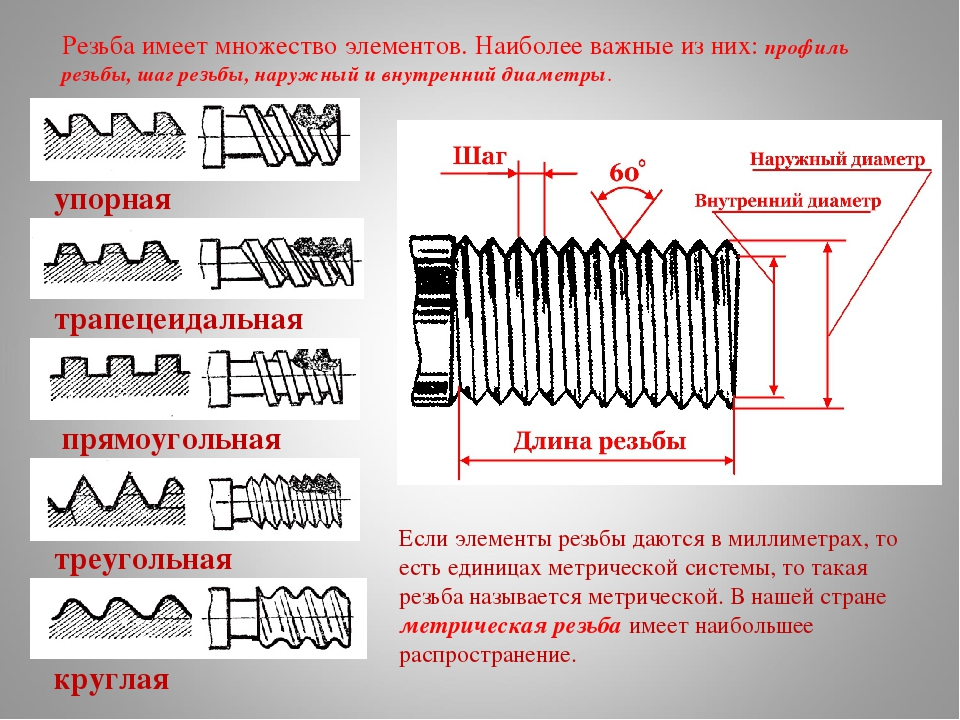 Резьба имеет множество элементов. Наиболее важные из них: профиль
резьбы, шаг резьбы, наружный и внутренний диаметры.
упорная
трапецеидальная
прямоугольная
треугольная
круглая
Шаг
60°
Наружный диаметр
Внутренний диаметр
Длина резьбы
Если элементы резьбы даются в миллиметрах, то
есть единицах метрической системы, то такая
резьба называется метрической. В нашей стране
метрическая резьба имеет наибольшее
распространение.